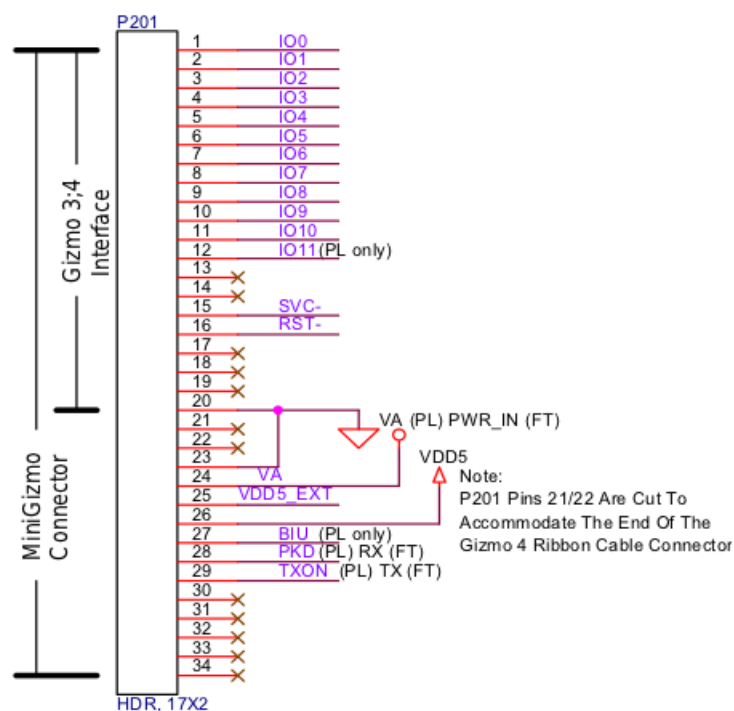 P201
1 IO0
2 IO1
3 IO2
4 IO3
5 IO4
6 IO5
7 IO6
8 IO7
9 IO8
10 IO9
11 IO10
12 IO11 (PL only)
13
14
15 SVC-
16 RST-
17
18
19
20
21
22
23
24 VA
25 VDD5_EXT
26
27 BIU (PL only)
28 PKD (PL) RX (FT)
29 TXON (PL) TX (FT)
30
31
32
33
34
HDR, 17X2
Gizmo 3;4
Interface
MiniGizmo
Connector
VA (PL) PWR_IN (FT)
VDD5
Note:
P201 Pins 21/22 Are Cut To
Accommodate The End Of The
Gizmo 4 Ribbon Cable Connector